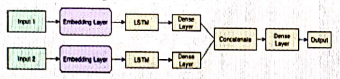 Input 1
Embedding Layer
LSTM
Dense
Layer
Input 2
Embedding Layer
LSTM
Dense
Layer
Concatenate
Dense
Layer
Output